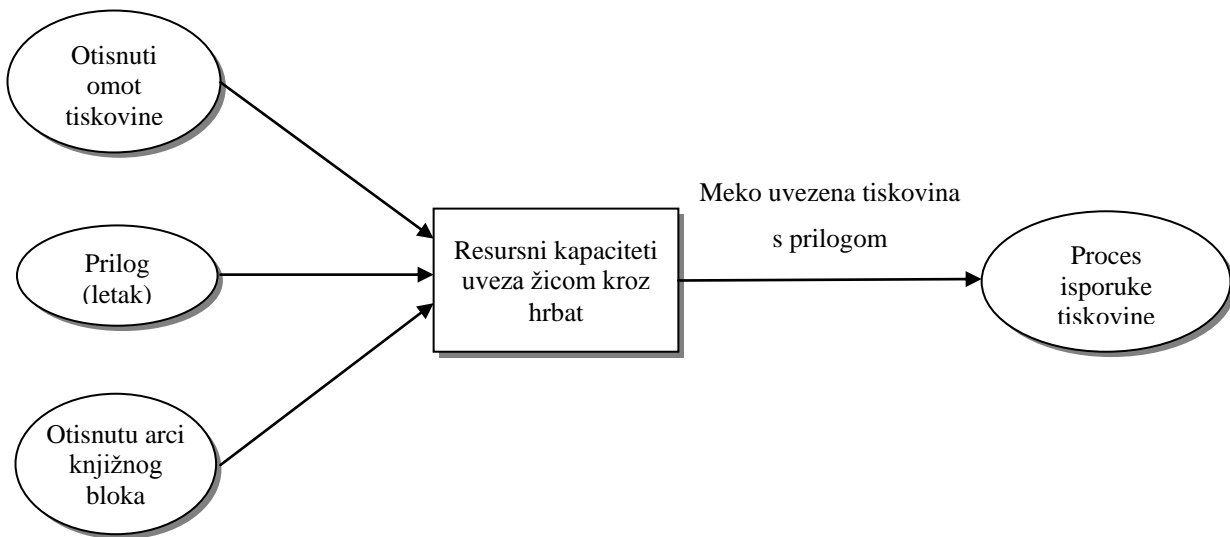 Otisnuti
omot
tiskovine
Prilog
(letak)
Otisnutu arci
knjižnog
bloka
Resursni kapaciteti
uveza žicom kroz
hrbat
Meko uvezena tiskovina
s prilogom
Proces
isporuke
tiskovine